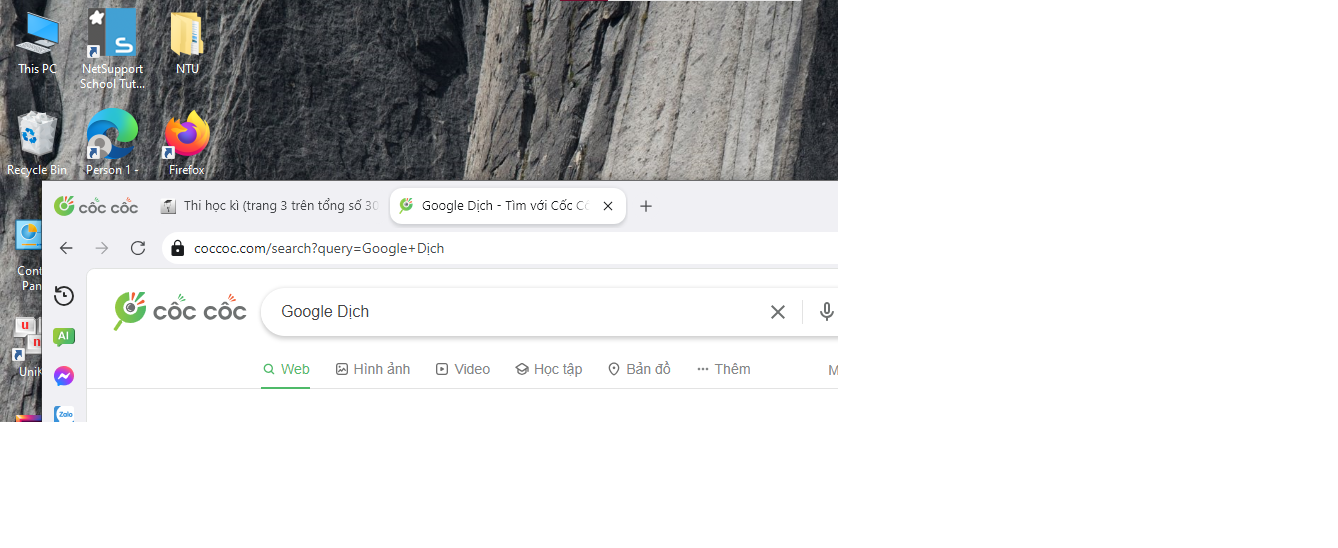 This PC
NetSupport
School Tut...
NTU
Recycle Bin
Person 1 -
Firefox
cốc cốc
Thi học kì (trang 3 trên tổng số 30
Google Dịch - Tìm với Cốc Cố
coccoc.com/search?query=Google+Dịch
Cont
Pan
AI
UniK
Zalo
cốc cốc
Google Dịch
Web
Hình ảnh
Video
Học tập
Bản đồ
Thêm
M